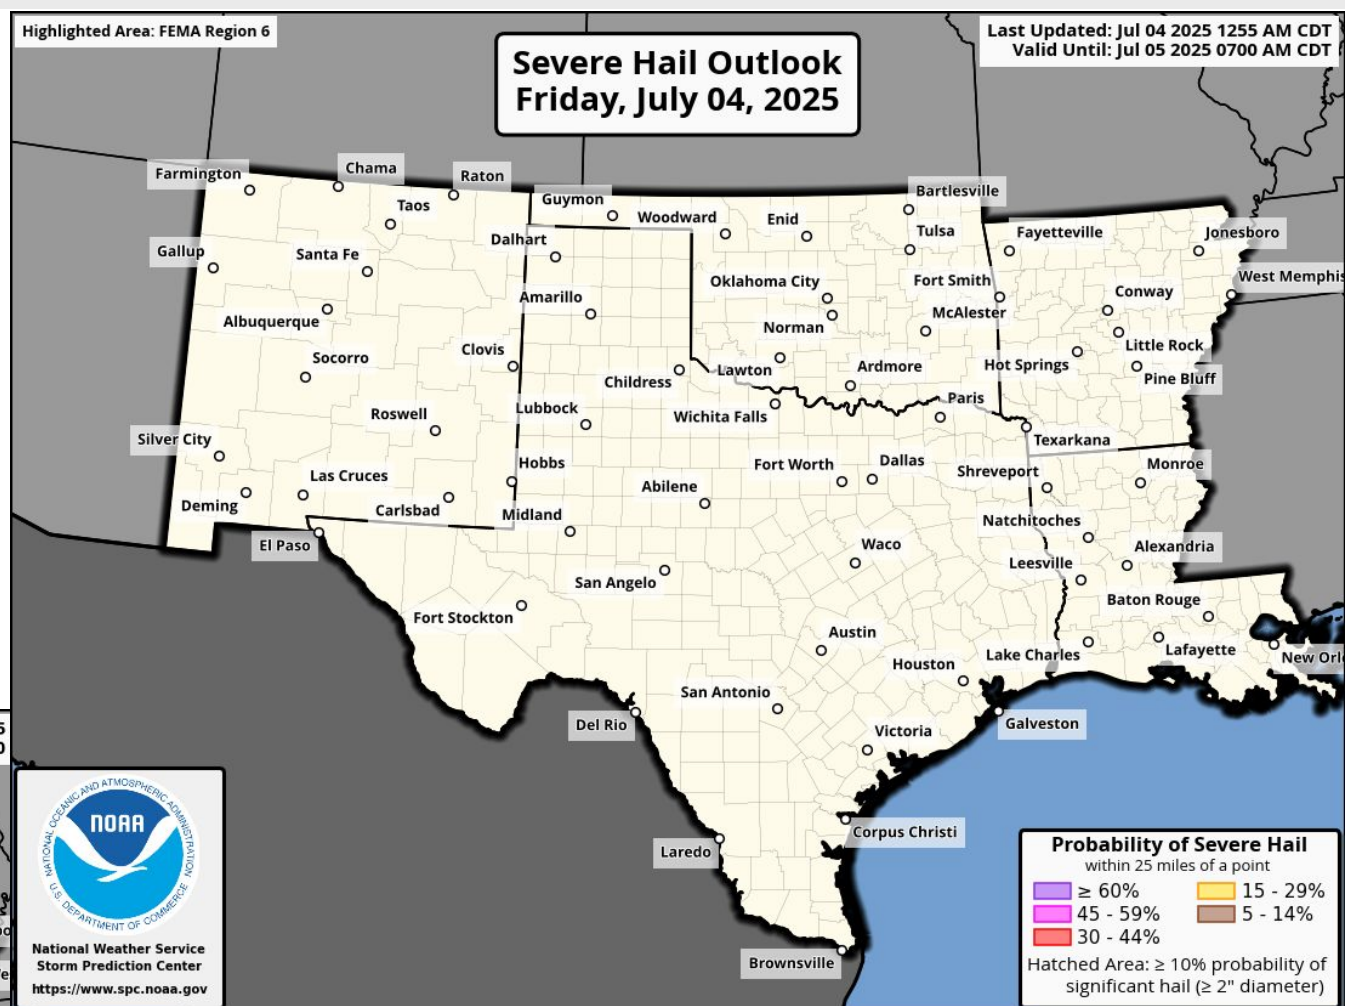 Highlighted Area: FEMA Region 6
Severe Hail Outlook
Friday, July 04, 2025
Last Updated: Jul 04 2025 1255 AM CDT
Valid Until: Jul 05 2025 0700 AM CDT
Farmington
Chama
Raton
Taos
Guymon
Woodward
Enid
Bartlesville
Tulsa
Fayetteville
Jonesboro
Gallup
Santa Fe
Dalhart
Oklahoma City
Fort Smith
West Memphis
Albuquerque
Amarillo
Norman
McAlester
Conway
Little Rock
Socorro
Clovis
Childress
Lawton
Ardmore
Hot Springs
Pine Bluff
Roswell
Lubbock
Wichita Falls
Paris
Texarkana
Silver City
Las Cruces
Hobbs
Fort Worth
Dallas
Shreveport
Monroe
Deming
Carlsbad
Midland
Abilene
Natchitoches
El Paso
Waco
Alexandria
San Angelo
Leesville
Fort Stockton
Baton Rouge
Austin
Houston
Lake Charles
Lafayette
New Orl
San Antonio
Del Rio
Victoria
Galveston
Laredo
Corpus Christi
Brownsville
5
0
NATIONAL OCEANIC AND ATMOSPHERIC ADMINISTRATION
NOAA
U.S. DEPARTMENT OF COMMERCE
National Weather Service
Storm Prediction Center
https://www.spc.noaa.gov
Probability of Severe Hail
within 25 miles of a point
≥ 60%
15 - 29%
45 - 59%
5 - 14%
30 - 44%
Hatched Area: ≥ 10% probability of
significant hail (≥ 2" diameter)